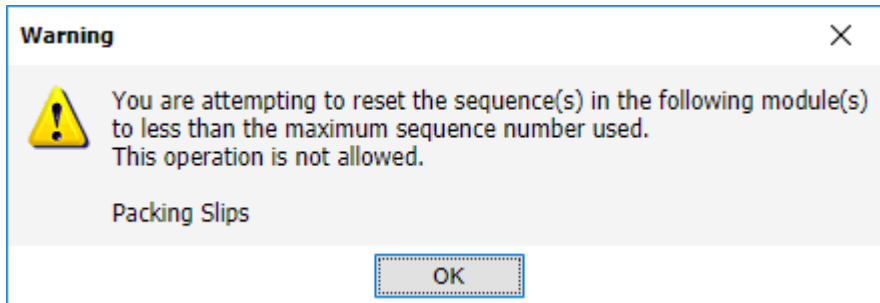 Warning
You are attempting to reset the sequence(s) in the following module(s)
to less than the maximum sequence number used.
This operation is not allowed.
Packing Slips
OK